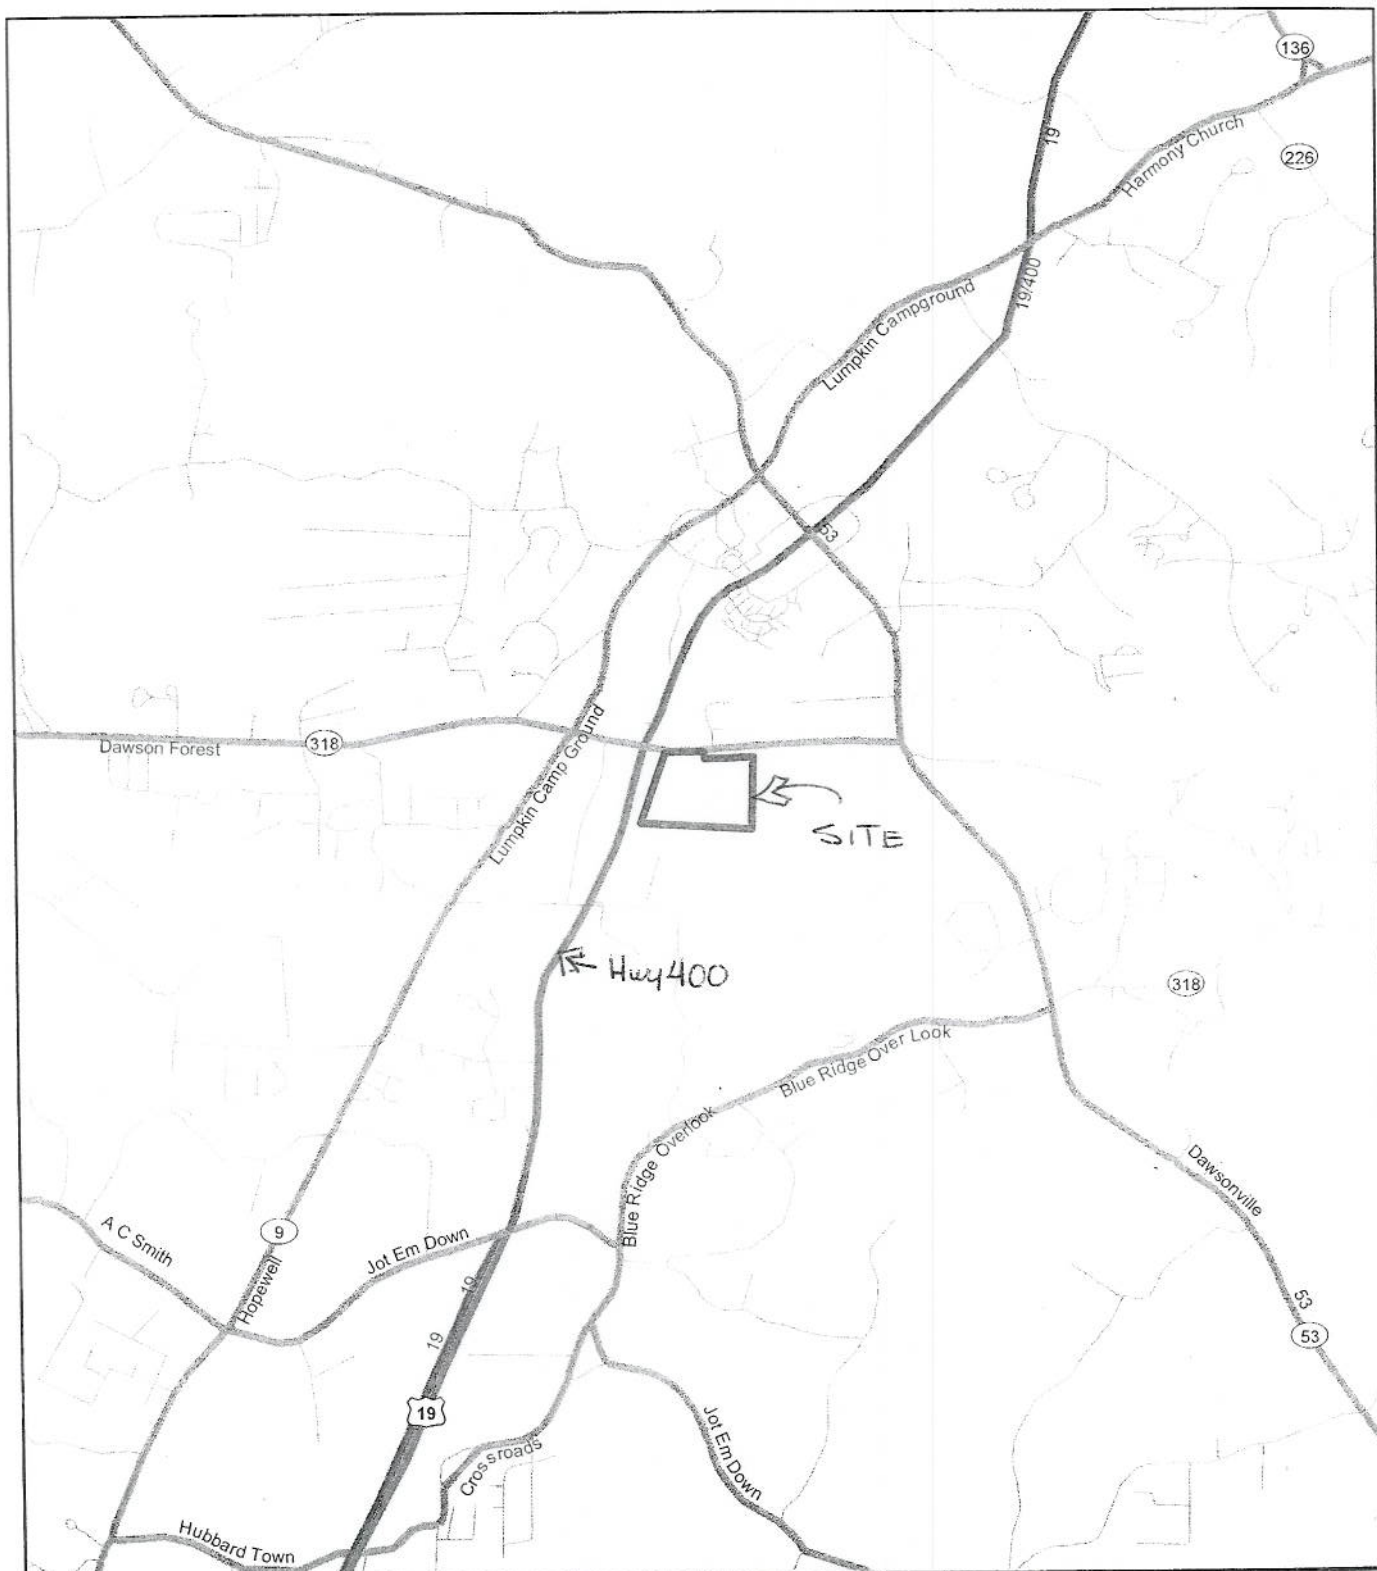 136
19
Harmony Church
226
19/400
Lumpkin Campground
53
Dawson Forest
318
Lumpkin Camp Ground
SITE
Hwy 400
318
Blue Ridge Over Look
Blue Ridge Overlook
Dawsonville
A C Smith
9
Hopewell
Jot Em Down
19
19
53
53
19
Jot Em Down
Crossroads
Hubbard Town